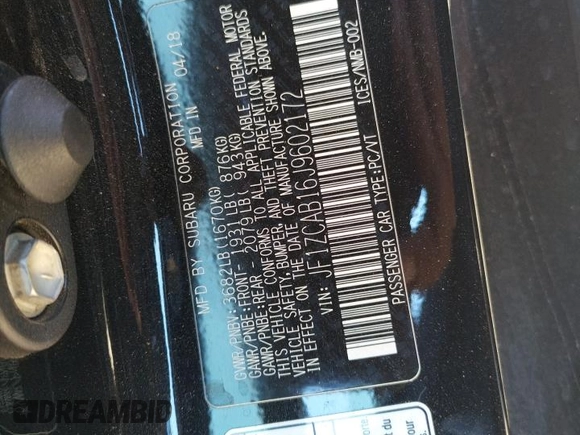 MFD BY SUBARU CORPORATION 04/18
MFD IN
GVWR/PNBV: 3682LB(1670KG)
GAWR/PNBE:FRONT- 1931LB( 876KG)
GAWR/PNBE:REAR - 2079LB( 943KG)
THIS VEHICLE CONFORMS TO ALL APPLICABLE FEDERAL MOTOR
VEHICLE SAFETY,BUMPER, AND THEFT PREVENTION STANDARDS
IN EFFECT ON THE DATE OF MANUFACTURE SHOWN ABOVE.
VIN: JF1ZCAB16J9602172
ICES/NMB-002
PASSENGER CAR TYPE:PC/VT
DREAMBID